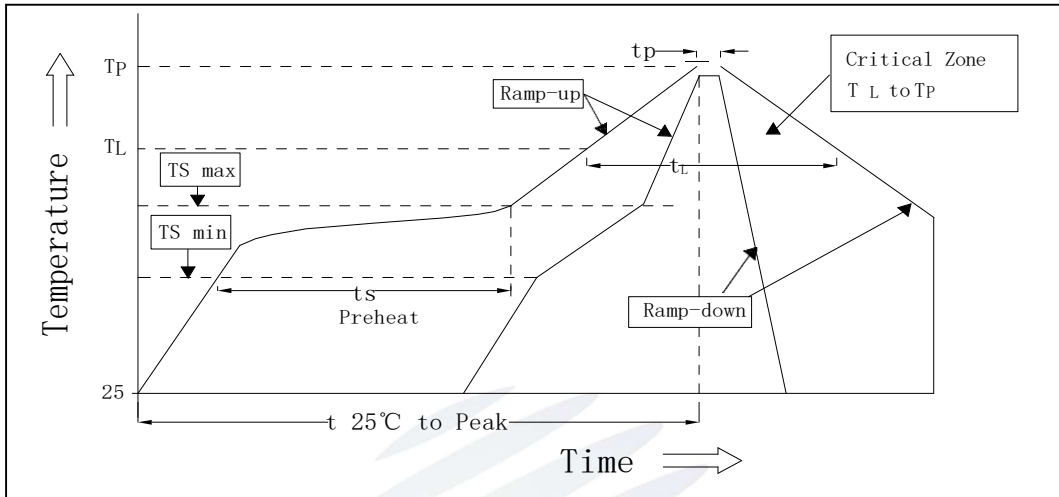 tp
Critical Zone
T L to TP
TP
Ramp-up
TL
TS max
tL
TS min
ts
Preheat
Ramp-down
25
t 25℃ to Peak
Temperature
Time